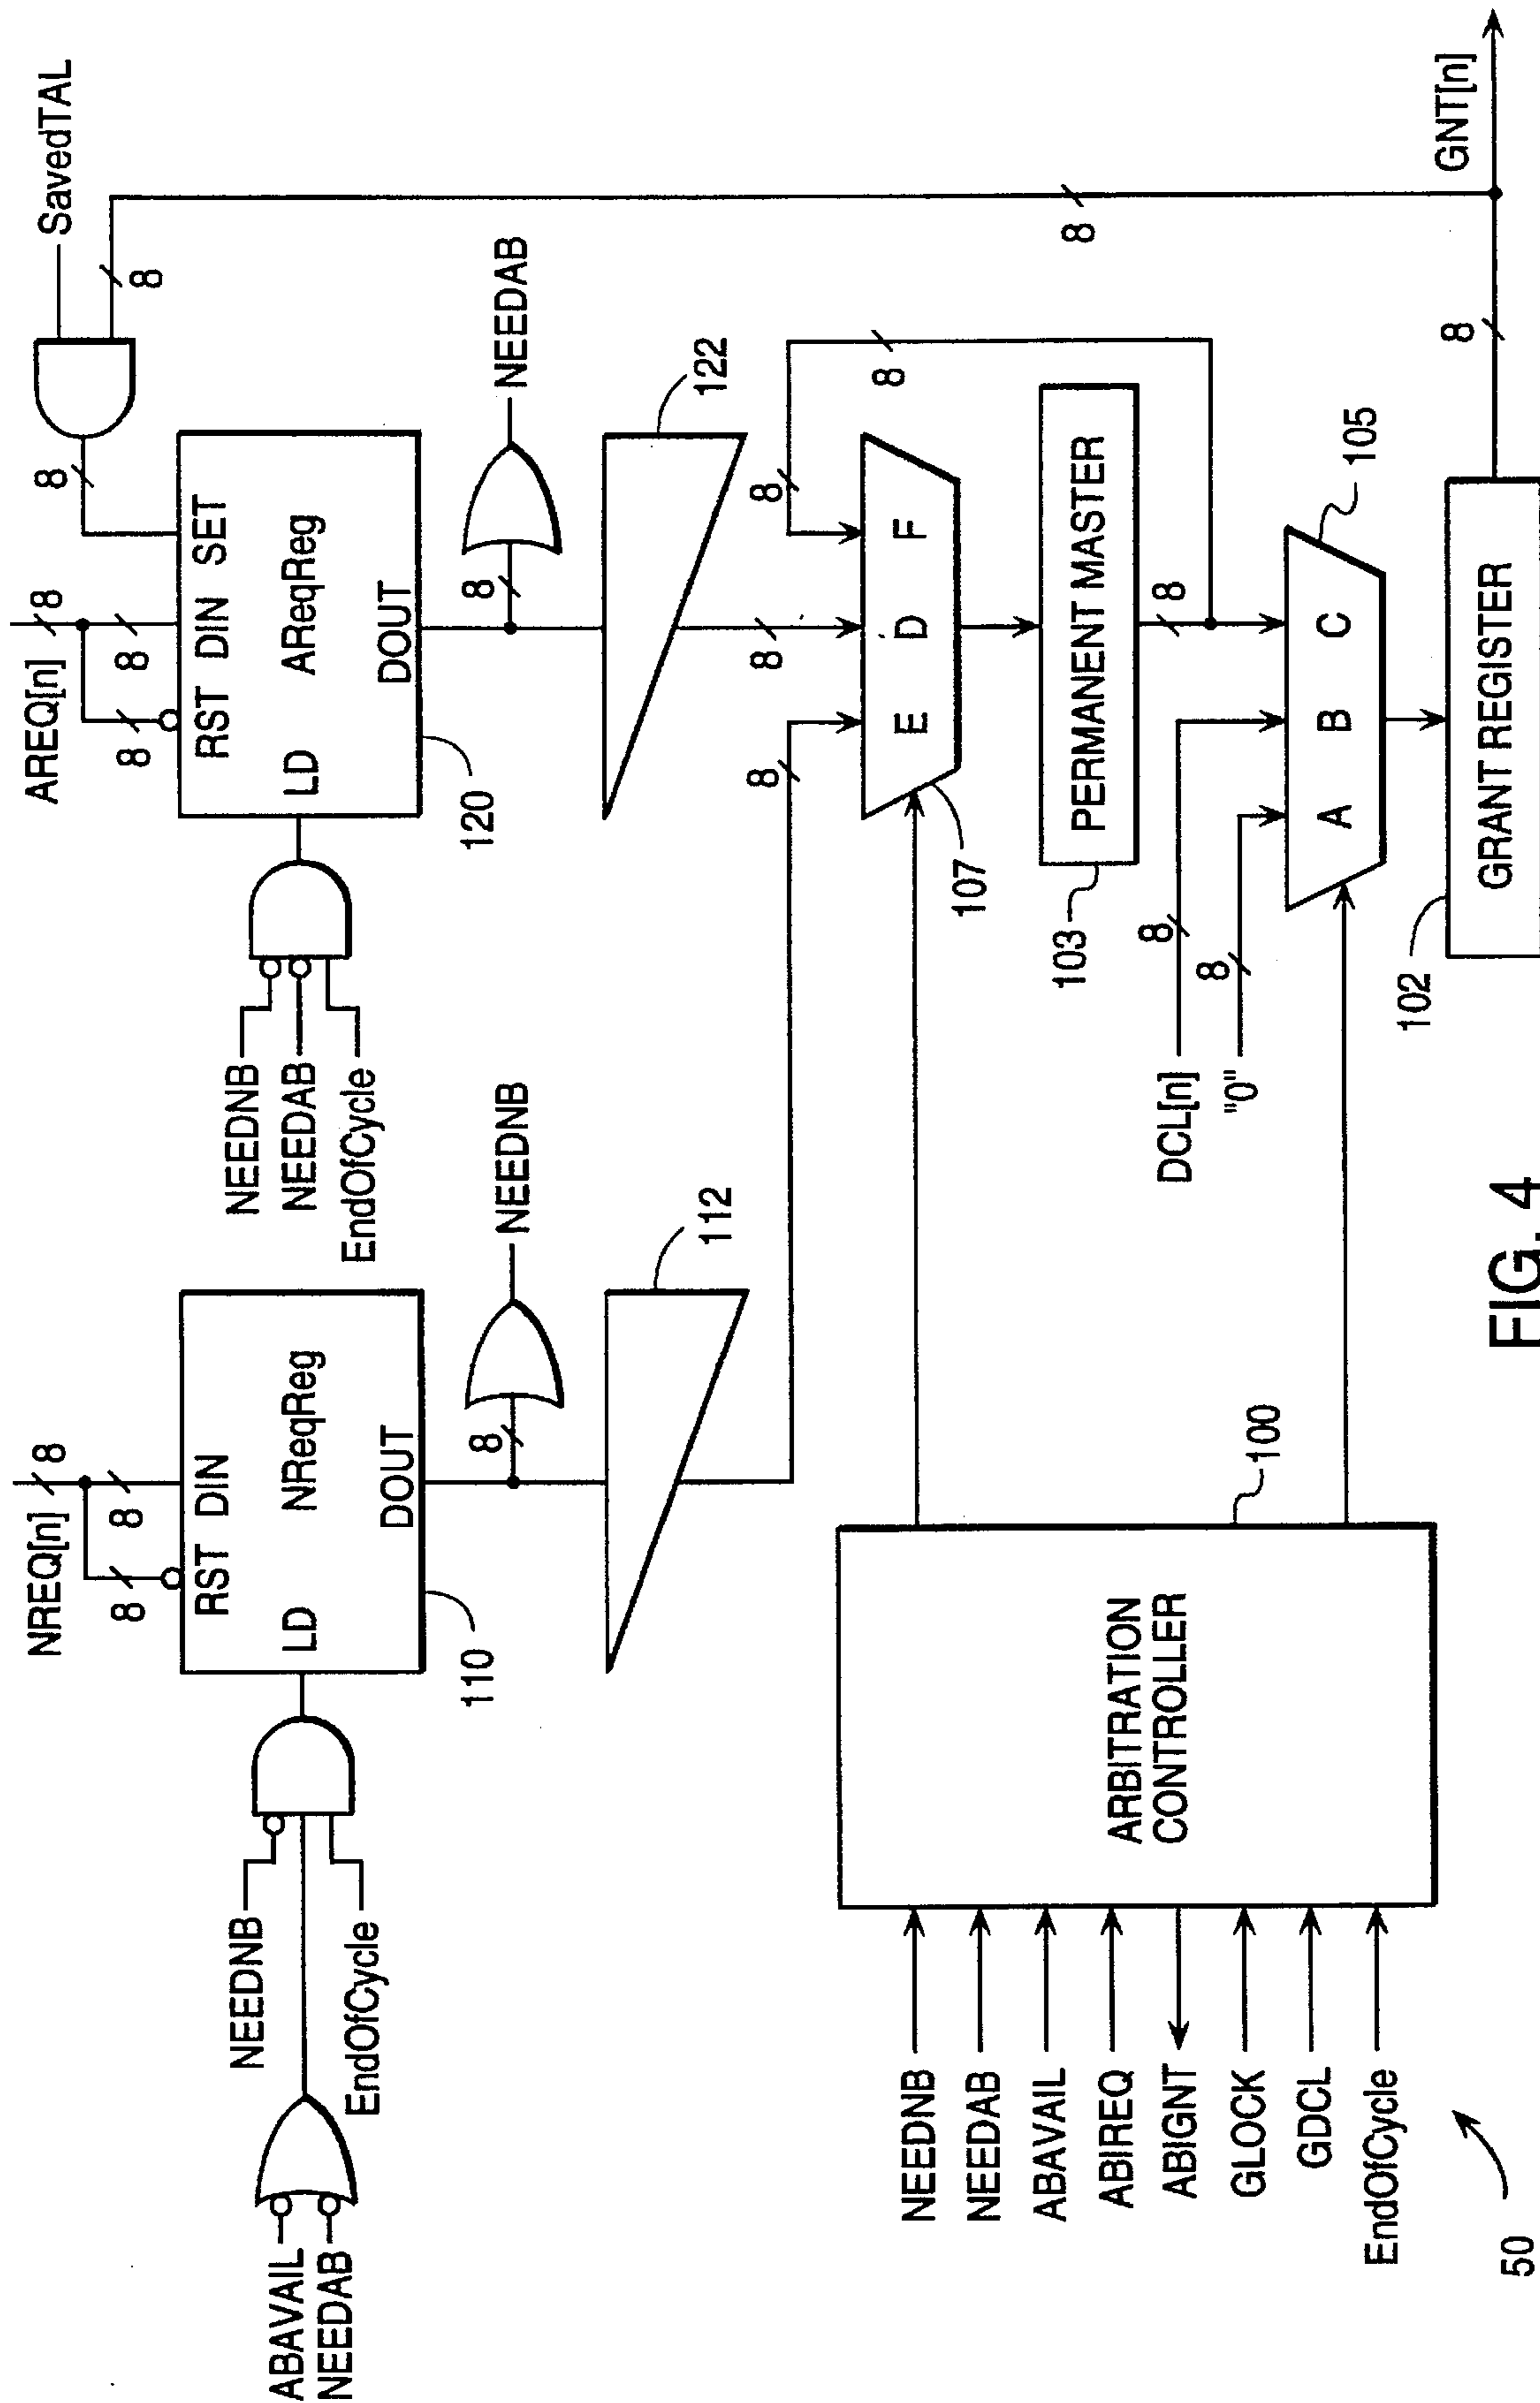 NREQ[n]
8
8
8
RST DIN
LD
NReqReg
DOUT
110
NEEDNB
EndOfCycle
ABAVAIL
NEEDAB
8
NEEDNB
112
AREQ[n]
8
8
8
RST DIN SET
LD
AReqReg
DOUT
120
NEEDNB
NEEDAB
EndOfCycle
8
SavedTAL
8
8
NEEDAB
122
8
8
8
8
E D F
107
PERMANENT MASTER
103
8
DCL[n]
8
"0"
8
A B C
105
GRANT REGISTER
102
8
8
GNT[n]
ARBITRATION
CONTROLLER
100
NEEDNB
NEEDAB
ABAVAIL
ABIREQ
ABIGNT
GLOCK
GDCL
EndOfCycle
50
FIG. 4